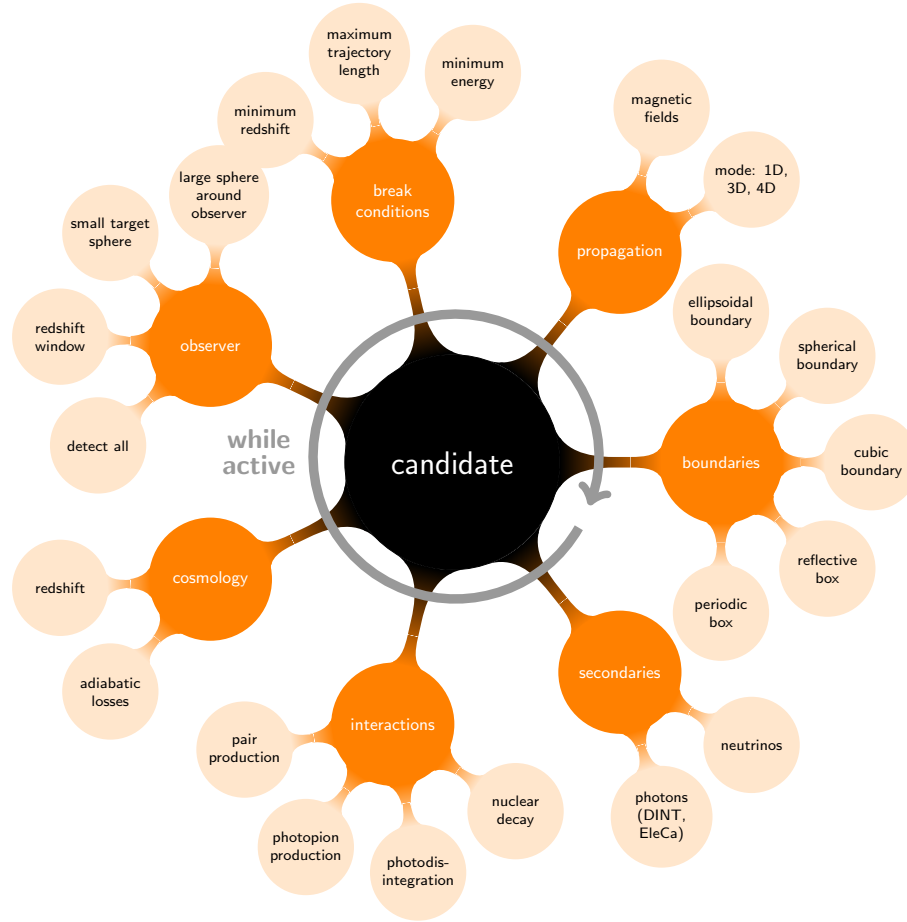 maximum
trajectory
length
minimum
energy
minimum
redshift
break
conditions
magnetic
fields
mode: 1D,
3D, 4D
propagation
large sphere
around
observer
small target
sphere
redshift
window
detect all
observer
ellipsoidal
boundary
spherical
boundary
cubic
boundary
reflective
box
periodic
box
boundaries
while
active
candidate
cosmology
redshift
adiabatic
losses
interactions
pair
production
photopion
production
photodis-
integration
nuclear
decay
secondaries
neutrinos
photons
(DINT,
EleCa)